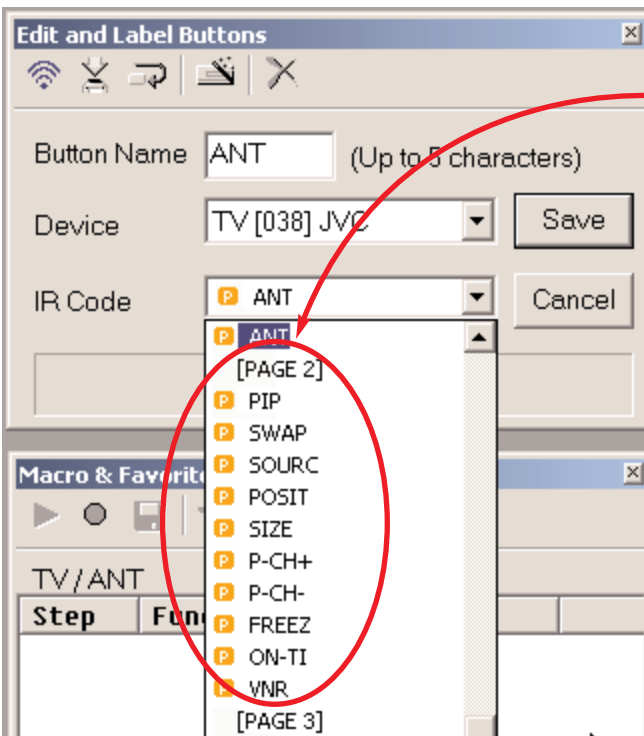 Edit and Label Buttons
Button Name ANT (Up to 5 characters)
Device TV [038] JVC Save
IR Code P ANT Cancel
P ANT
[PAGE 2]
P PIP
P SWAP
P SOURC
P POSIT
P SIZE
P P-CH+
P P-CH-
P FREEZ
P ON-TI
P VNR
[PAGE 3]
Macro & Favorit
TV/ANT
Step Fun